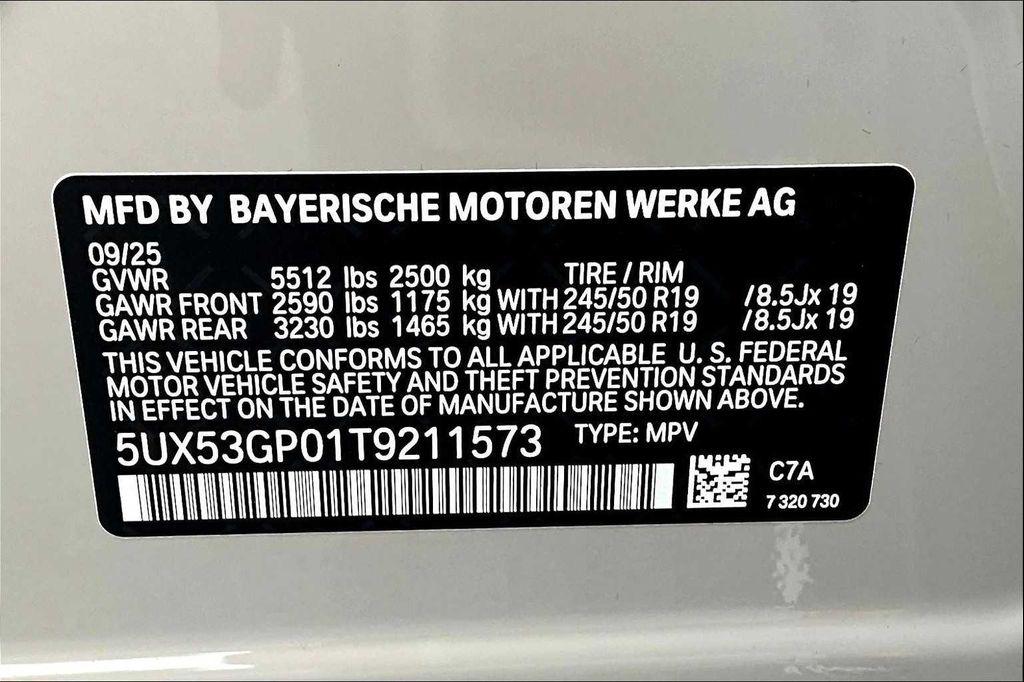 MFD BY BAYERISCHE MOTOREN WERKE AG
09/25
GVWR 5512 lbs 2500 kg TIRE / RIM
GAWR FRONT 2590 lbs 1175 kg WITH 245/50 R19 /8.5Jx 19
GAWR REAR 3230 lbs 1465 kg WITH 245/50 R19 /8.5Jx 19
THIS VEHICLE CONFORMS TO ALL APPLICABLE U. S. FEDERAL
MOTOR VEHICLE SAFETY AND THEFT PREVENTION STANDARDS
IN EFFECT ON THE DATE OF MANUFACTURE SHOWN ABOVE.
5UX53GP01T9211573 TYPE: MPV
C7A
7 320 730